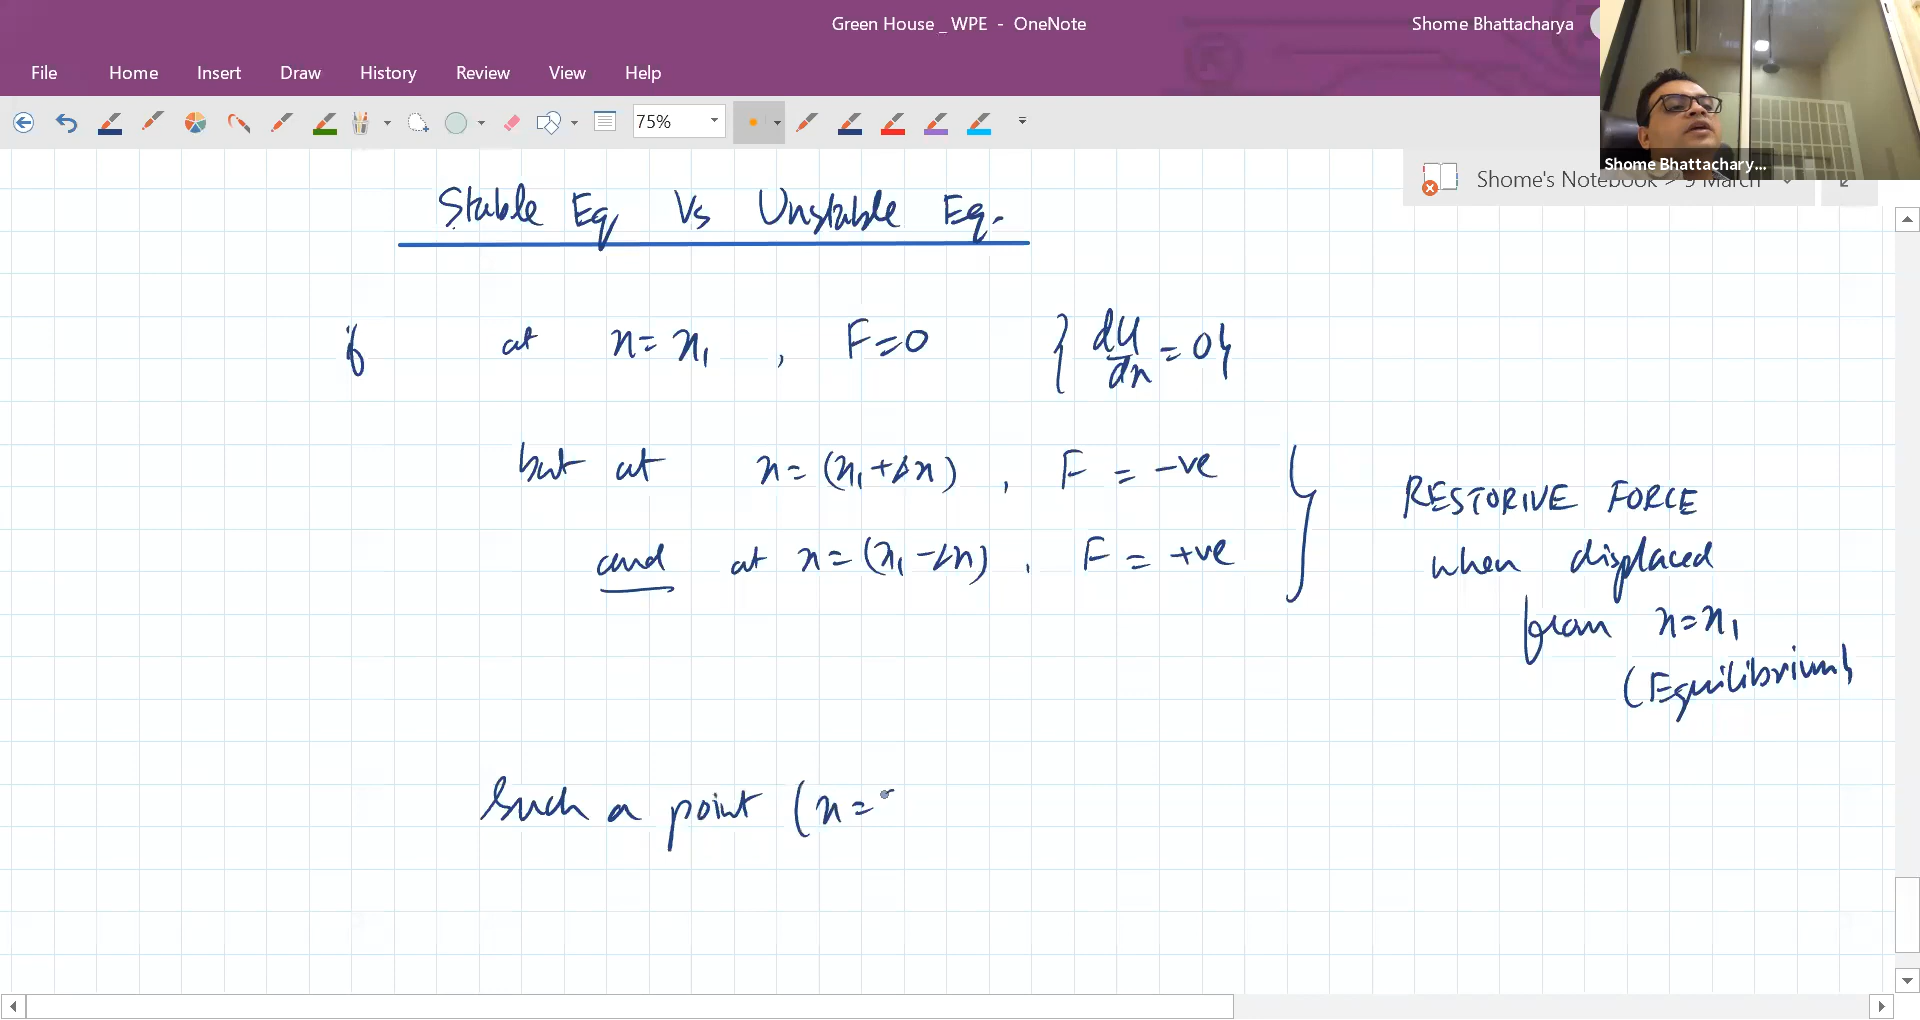 Green House _ WPE - OneNote
Shome Bhattacharya
File Home Insert Draw History Review View Help
75%
Shome Bhattachary...
Shome's Notebook > 9 March
Stable Eq. Vs Unstable Eq.
if at x = x₁ , F = 0 { dU/dx = 0 }
but at x = (x₁ + Δx) , F = -ve
and at x = (x₁ - Δx) , F = +ve
RESTORIVE FORCE
when displaced
from x = x₁
(Equilibrium)
Such a point (x =